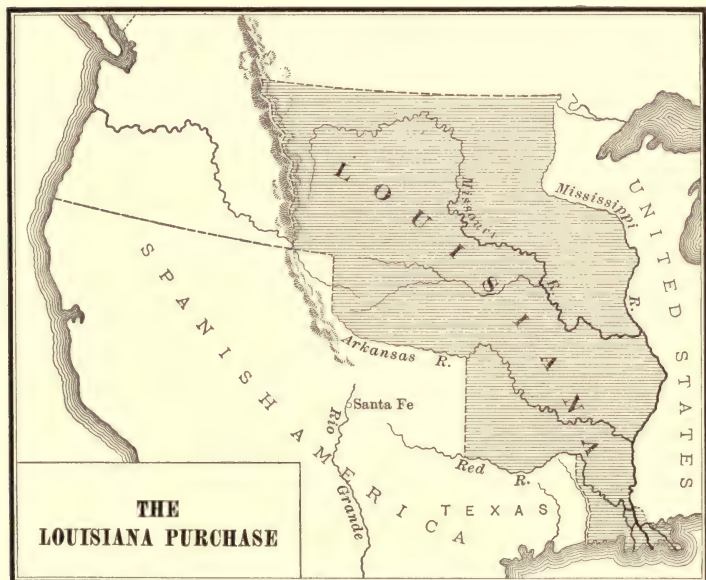 LOUISIANA
Missouri R.
Mississippi R.
UNITED STATES
SPANISH AMERICA
Arkansas R.
Santa Fe
Rio Grande
Red R.
TEXAS
THE
LOUISIANA PURCHASE